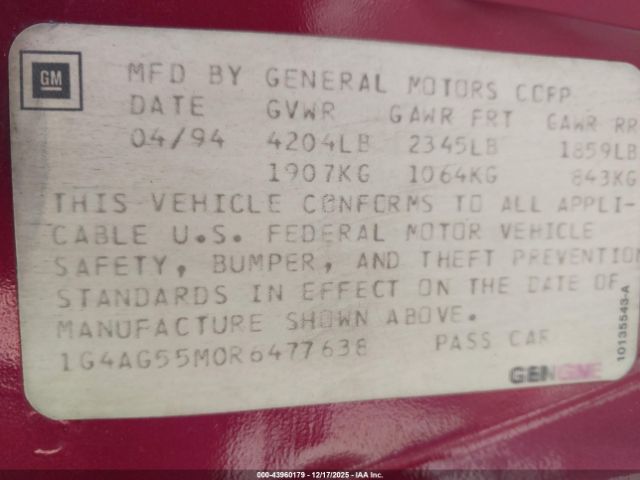 GM
MFD BY GENERAL MOTORS CORP
DATE GVWR GAWR FRT GAWR RR
04/94 4204LB 2345LB 1859LB
1907KG 1064KG 843KG
THIS VEHICLE CONFORMS TO ALL APPLI-
CABLE U.S. FEDERAL MOTOR VEHICLE
SAFETY, BUMPER, AND THEFT PREVENTION
STANDARDS IN EFFECT ON THE DATE OF
MANUFACTURE SHOWN ABOVE.
1G4AG55M0R6477638 PASS CAR
GENGME
10135543-A
000-43960179 - 12/17/2025 - IAA Inc.